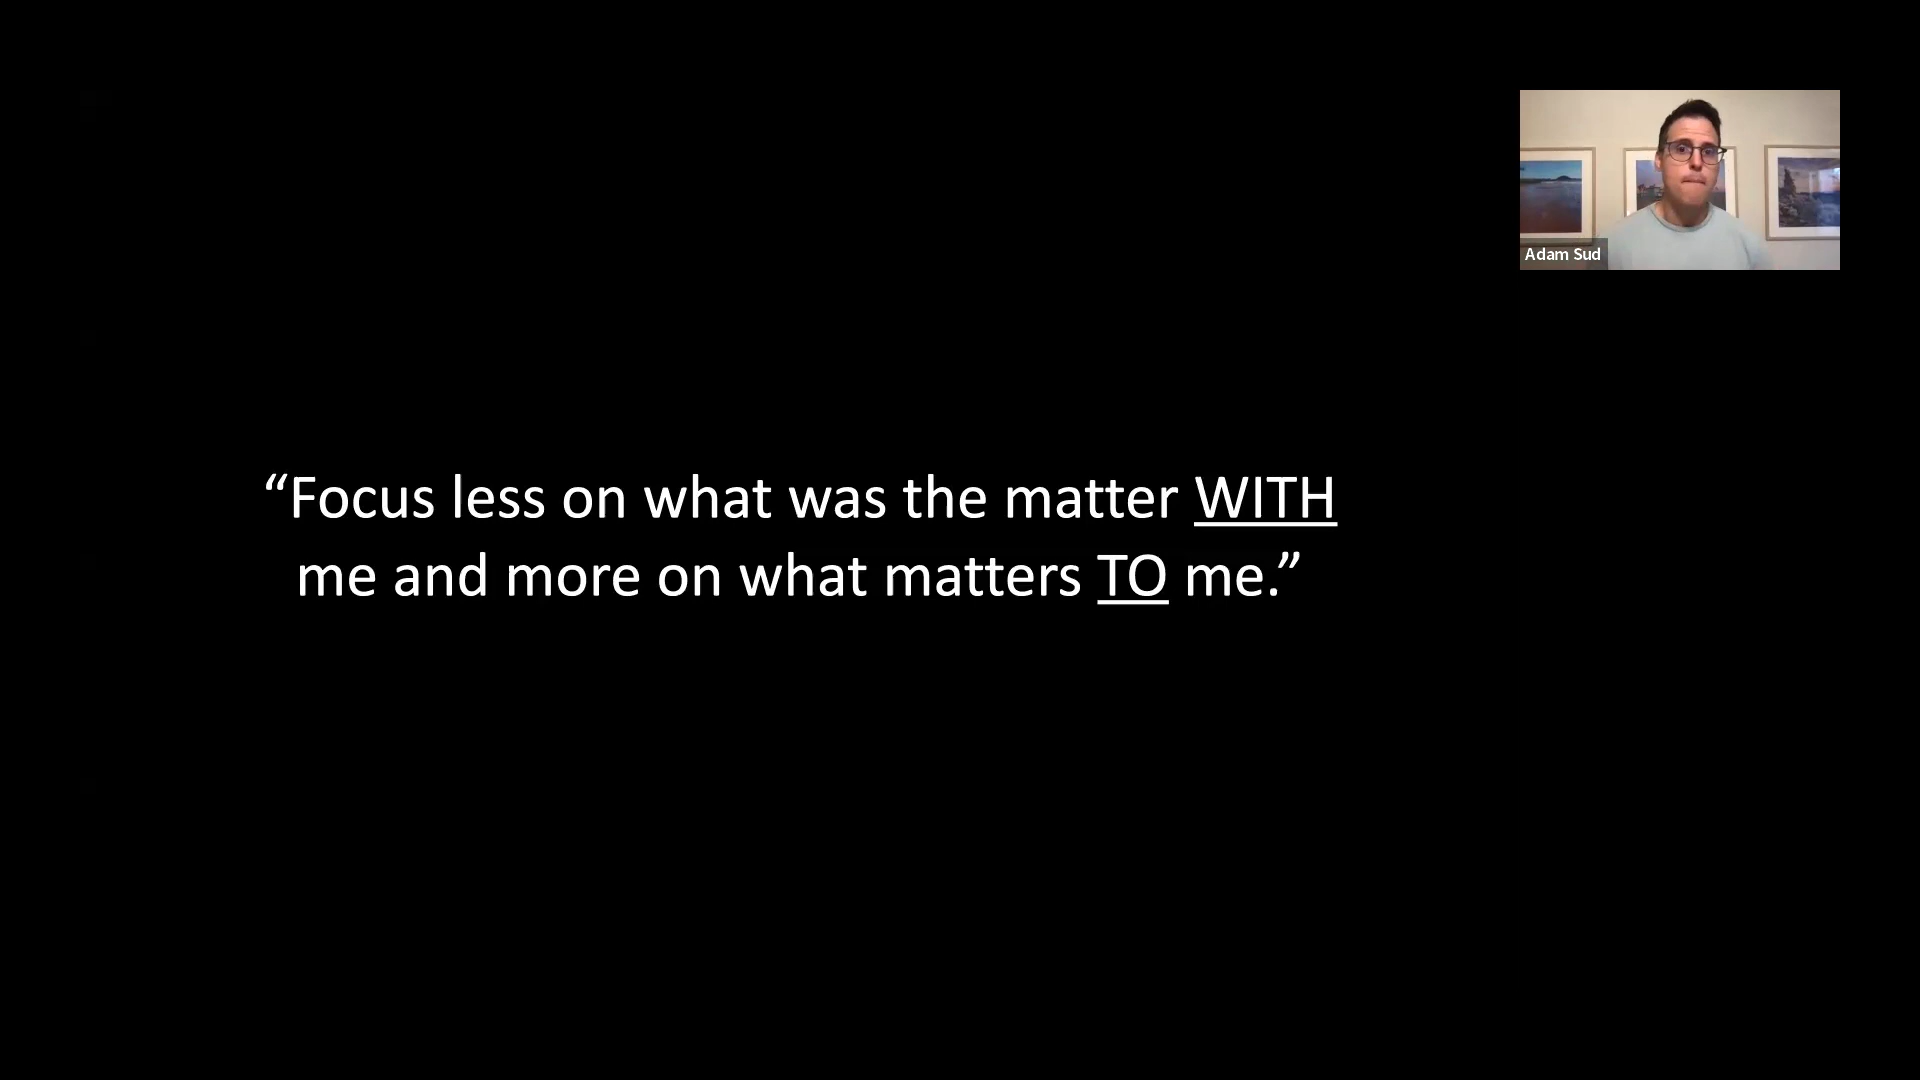 Adam Sud
“Focus less on what was the matter WITH
me and more on what matters TO me.”